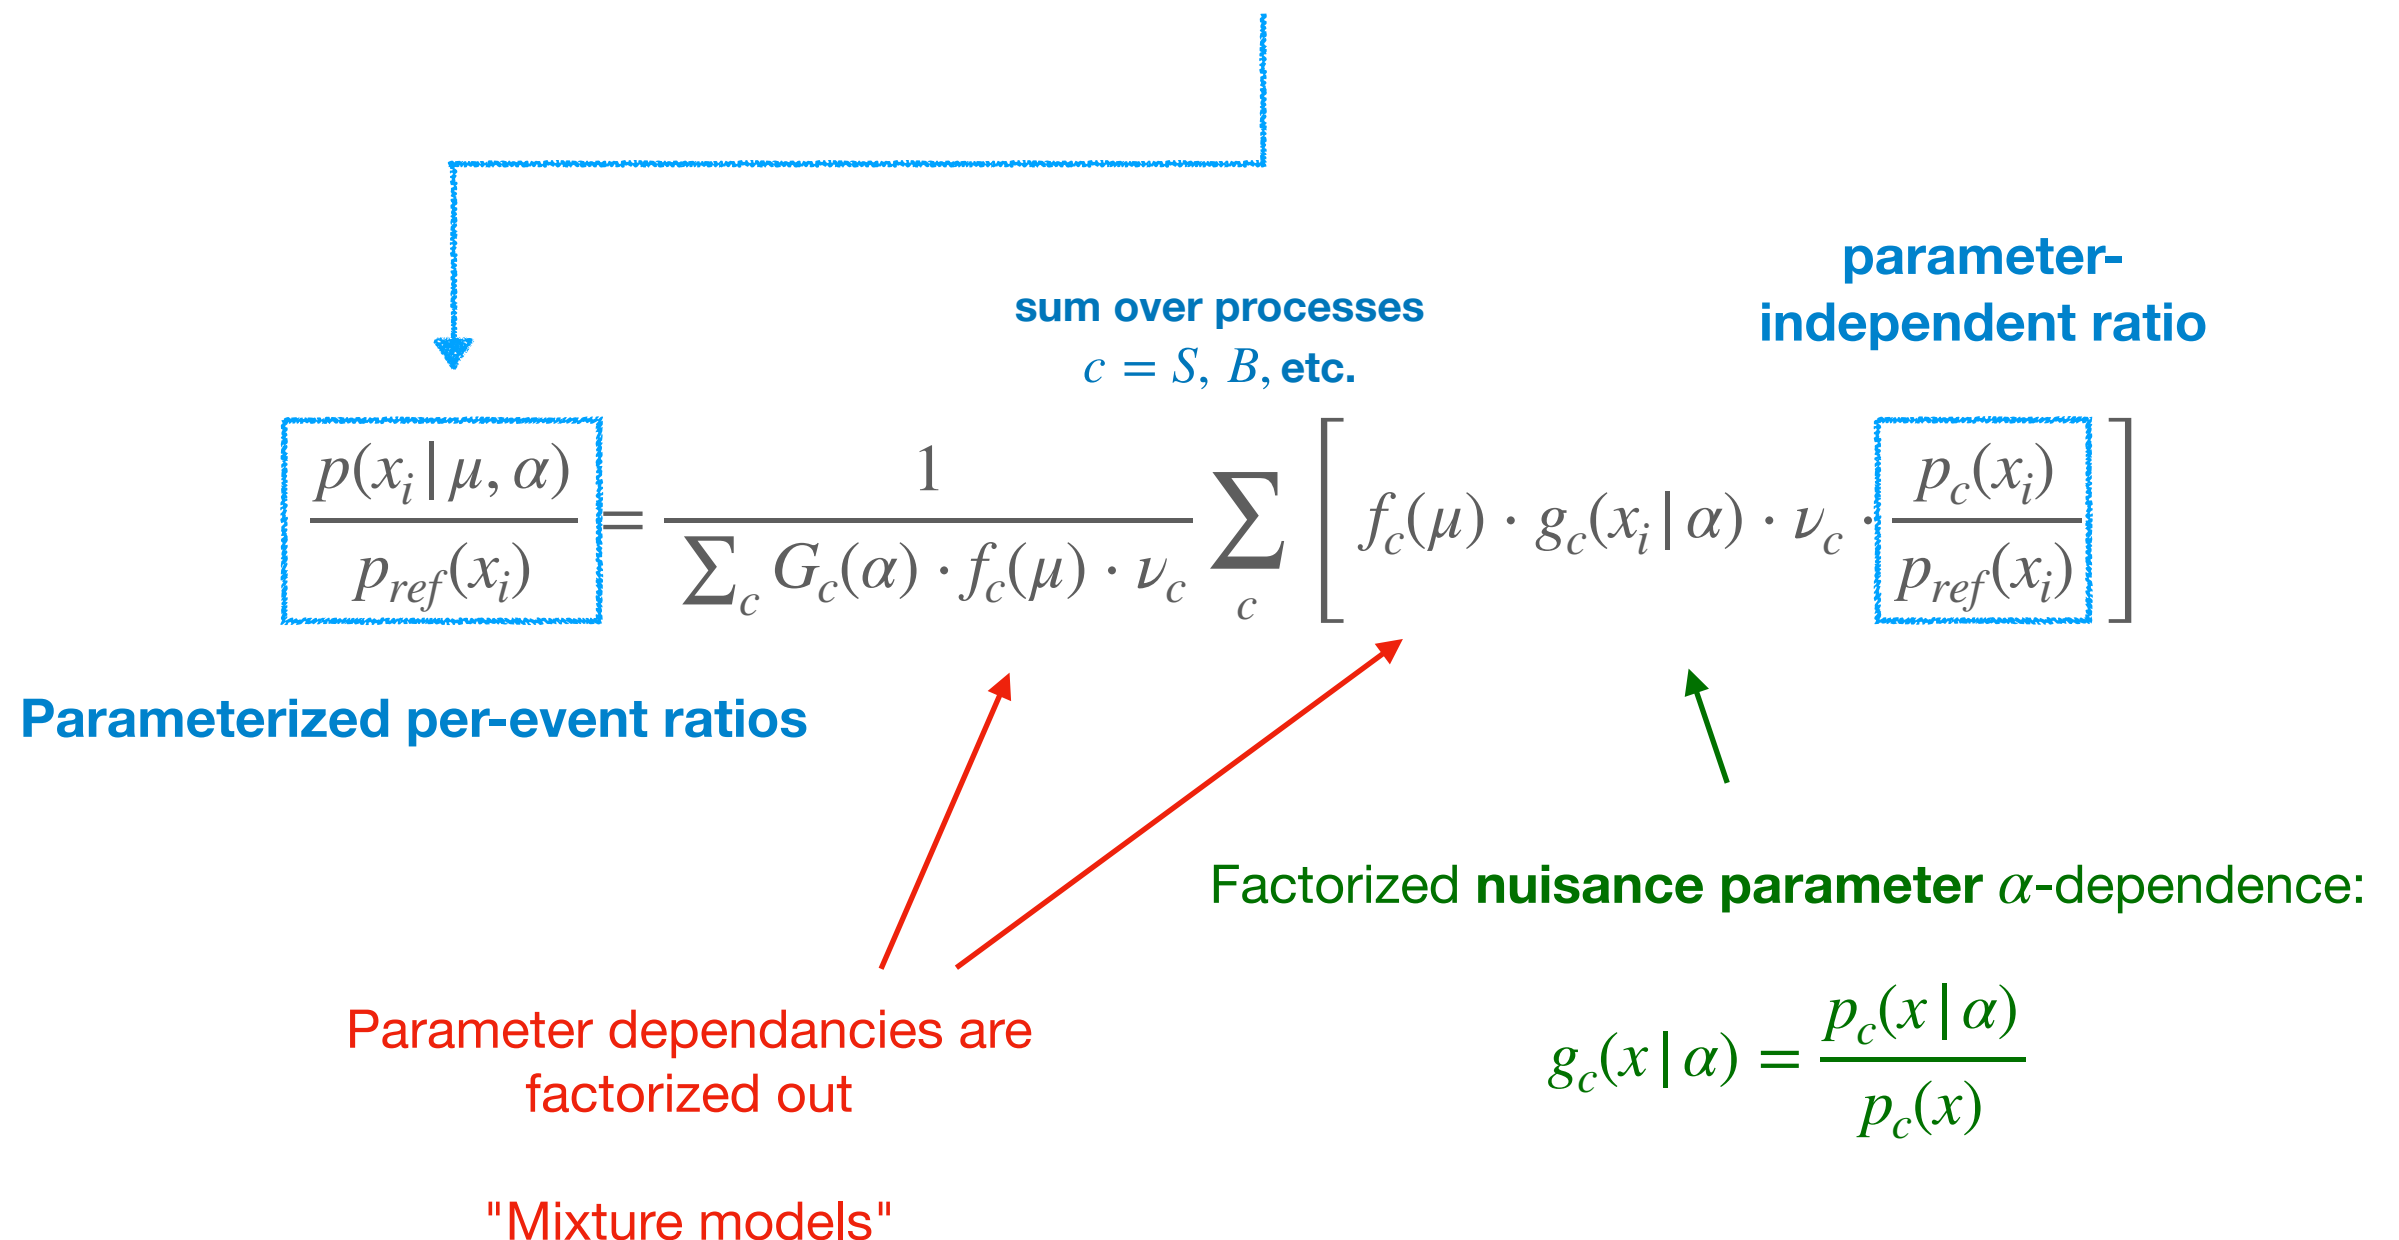 sum over processes
c = S, B, etc.
parameter-
independent ratio
p(x_i | μ, α) / p_ref(x_i) = 1 / ∑_c G_c(α) · f_c(μ) · ν_c ∑_c [ f_c(μ) · g_c(x_i | α) · ν_c · p_c(x_i) / p_ref(x_i) ]
Parameterized per-event ratios
Factorized nuisance parameter α-dependence:
g_c(x | α) = p_c(x | α) / p_c(x)
Parameter dependancies are
factorized out
"Mixture models"